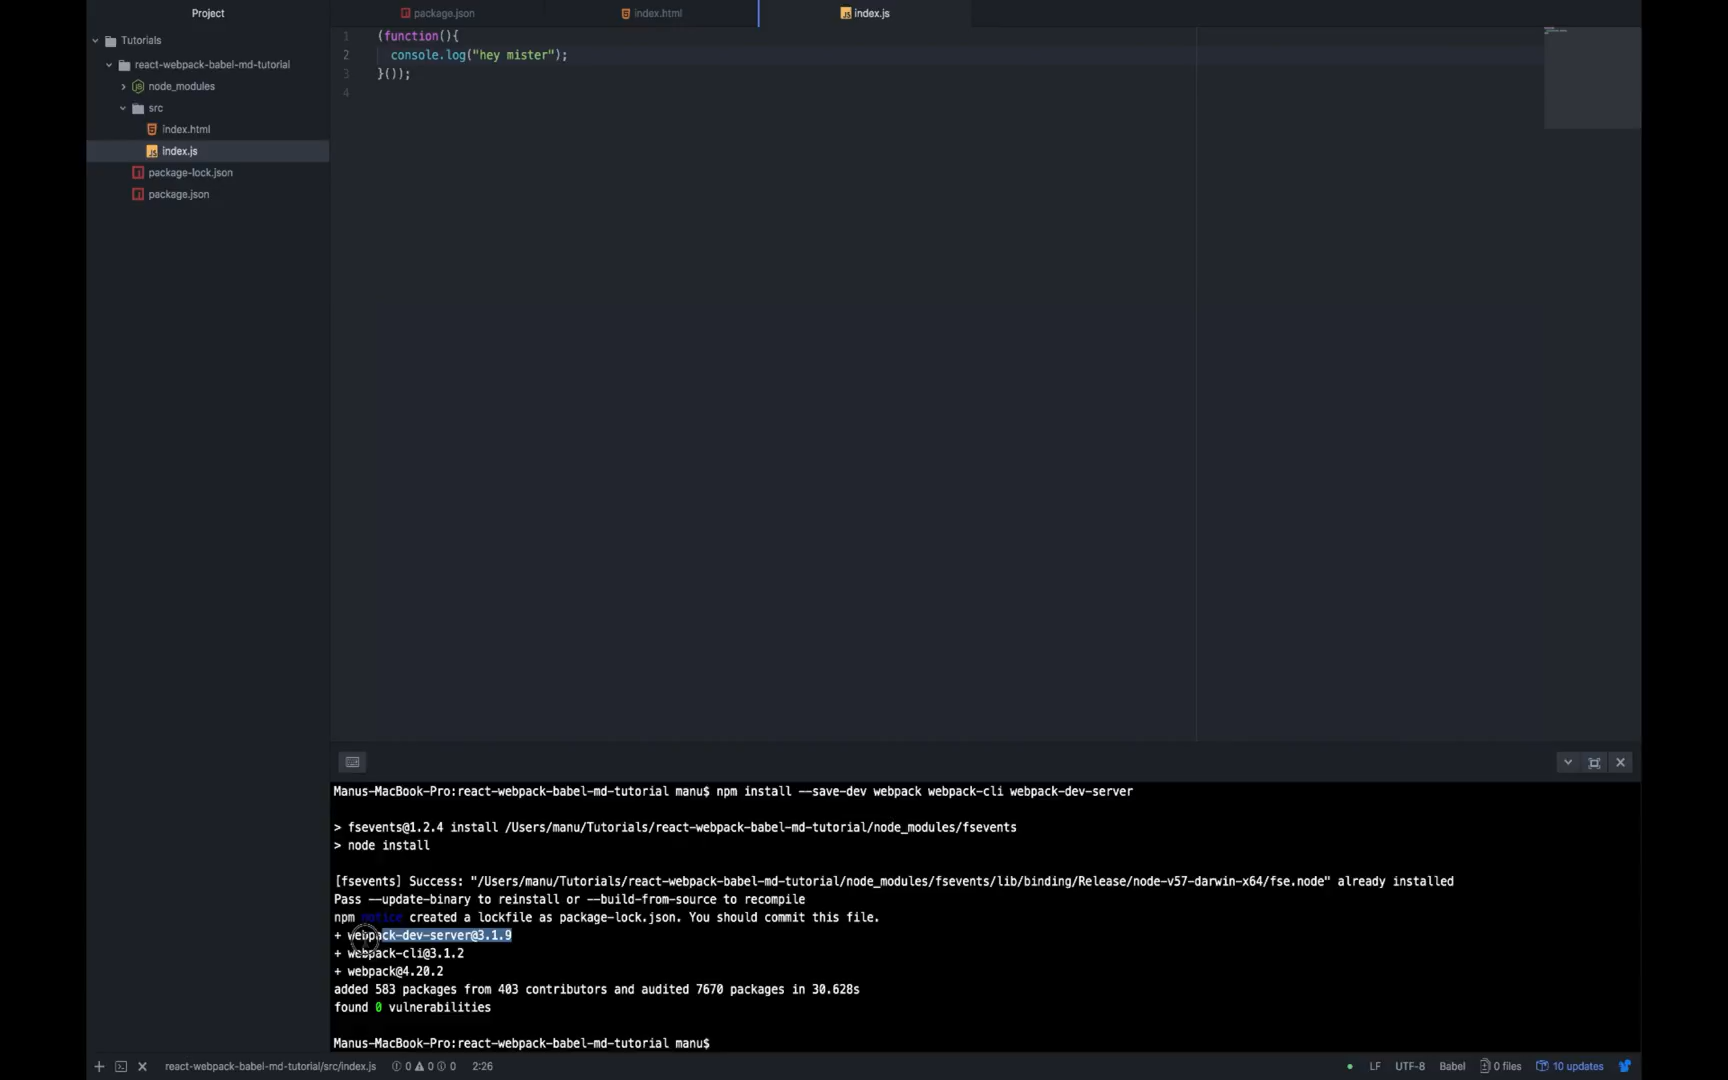 Project
package.json
index.html
index.js
Tutorials
react-webpack-babel-md-tutorial
node_modules
src
index.html
index.js
package-lock.json
package.json
1 (function(){
2 console.log("hey mister");
3 }());
4
Manus-MacBook-Pro:react-webpack-babel-md-tutorial manu$ npm install --save-dev webpack webpack-cli webpack-dev-server
> fsevents@1.2.4 install /Users/manu/Tutorials/react-webpack-babel-md-tutorial/node_modules/fsevents
> node install
[fsevents] Success: "/Users/manu/Tutorials/react-webpack-babel-md-tutorial/node_modules/fsevents/lib/binding/Release/node-v57-darwin-x64/fse.node" already installed
Pass --update-binary to reinstall or --build-from-source to recompile
npm notice created a lockfile as package-lock.json. You should commit this file.
+ webpack-dev-server@3.1.9
+ webpack-cli@3.1.2
+ webpack@4.20.2
added 583 packages from 403 contributors and audited 7670 packages in 30.628s
found 0 vulnerabilities
Manus-MacBook-Pro:react-webpack-babel-md-tutorial manu$
react-webpack-babel-md-tutorial/src/index.js 0 0 0 2:26 LF UTF-8 Babel 0 files 10 updates